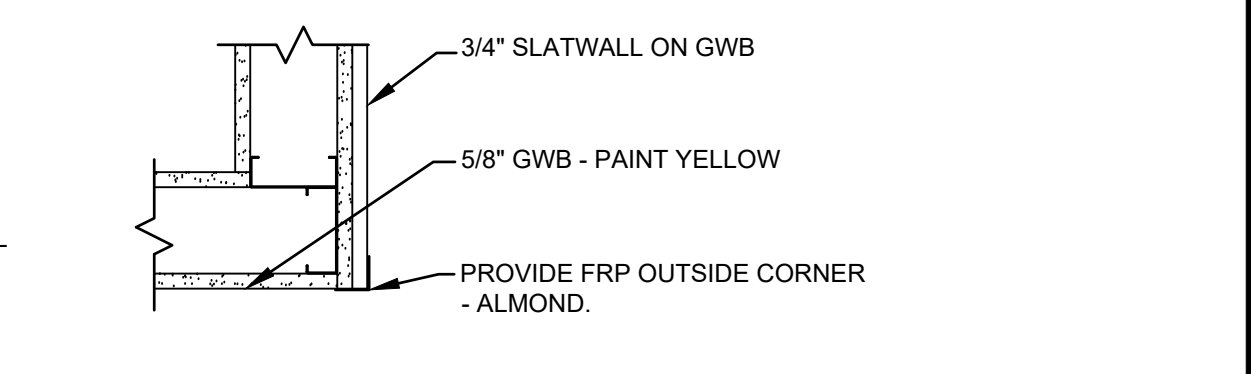 3/4" SLATWALL ON GWB
5/8" GWB - PAINT YELLOW
PROVIDE FRP OUTSIDE CORNER
- ALMOND.